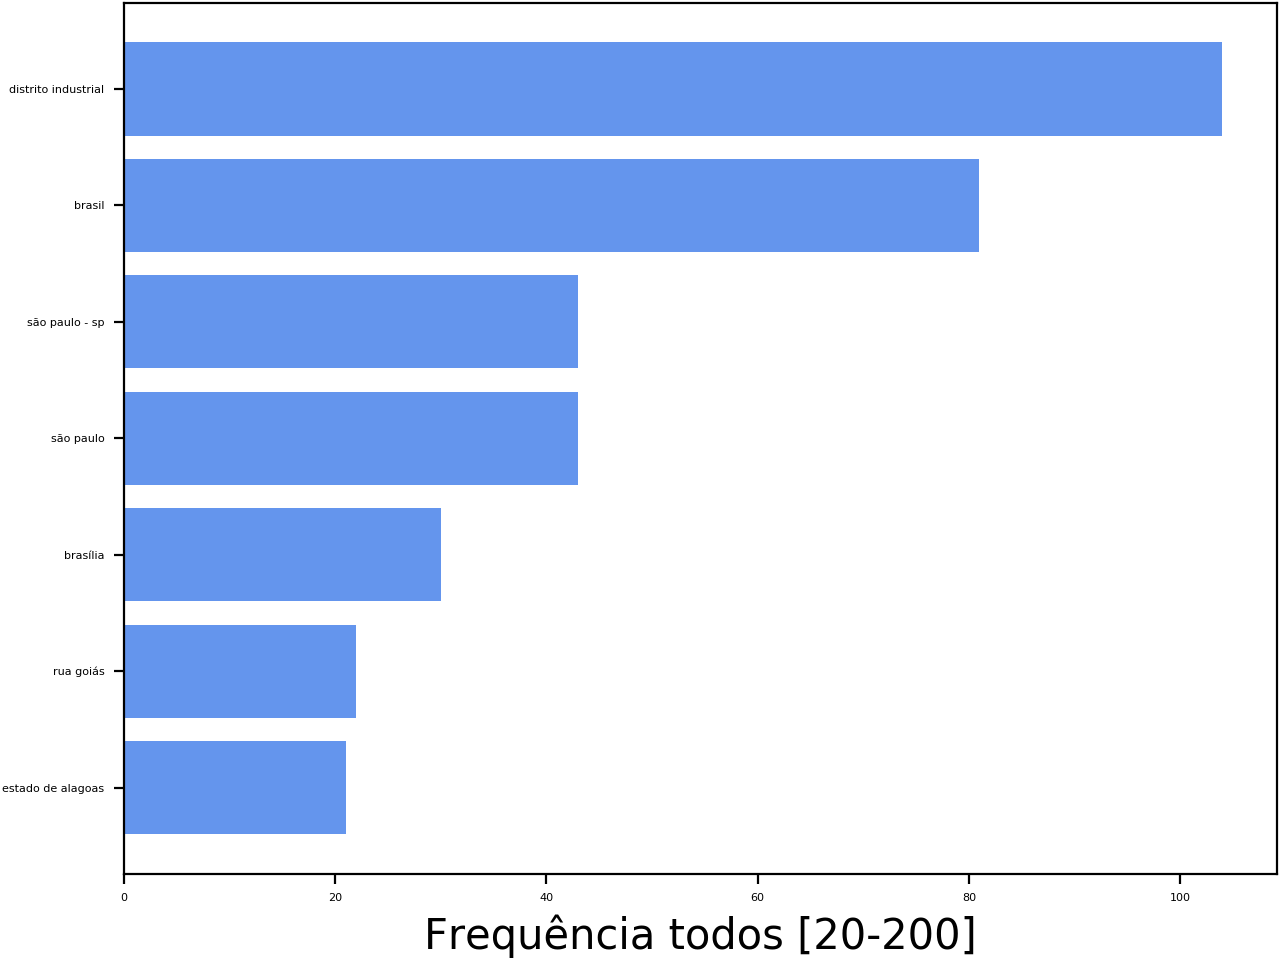 distrito industrial
brasil
são paulo - sp
são paulo
brasília
rua goiás
estado de alagoas
0 20 40 60 80 100
Frequência todos [20-200]